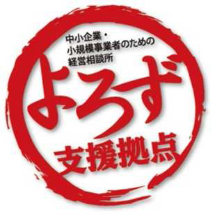 中小企業・
小規模事業者のための
経営相談所
よろず
支援拠点